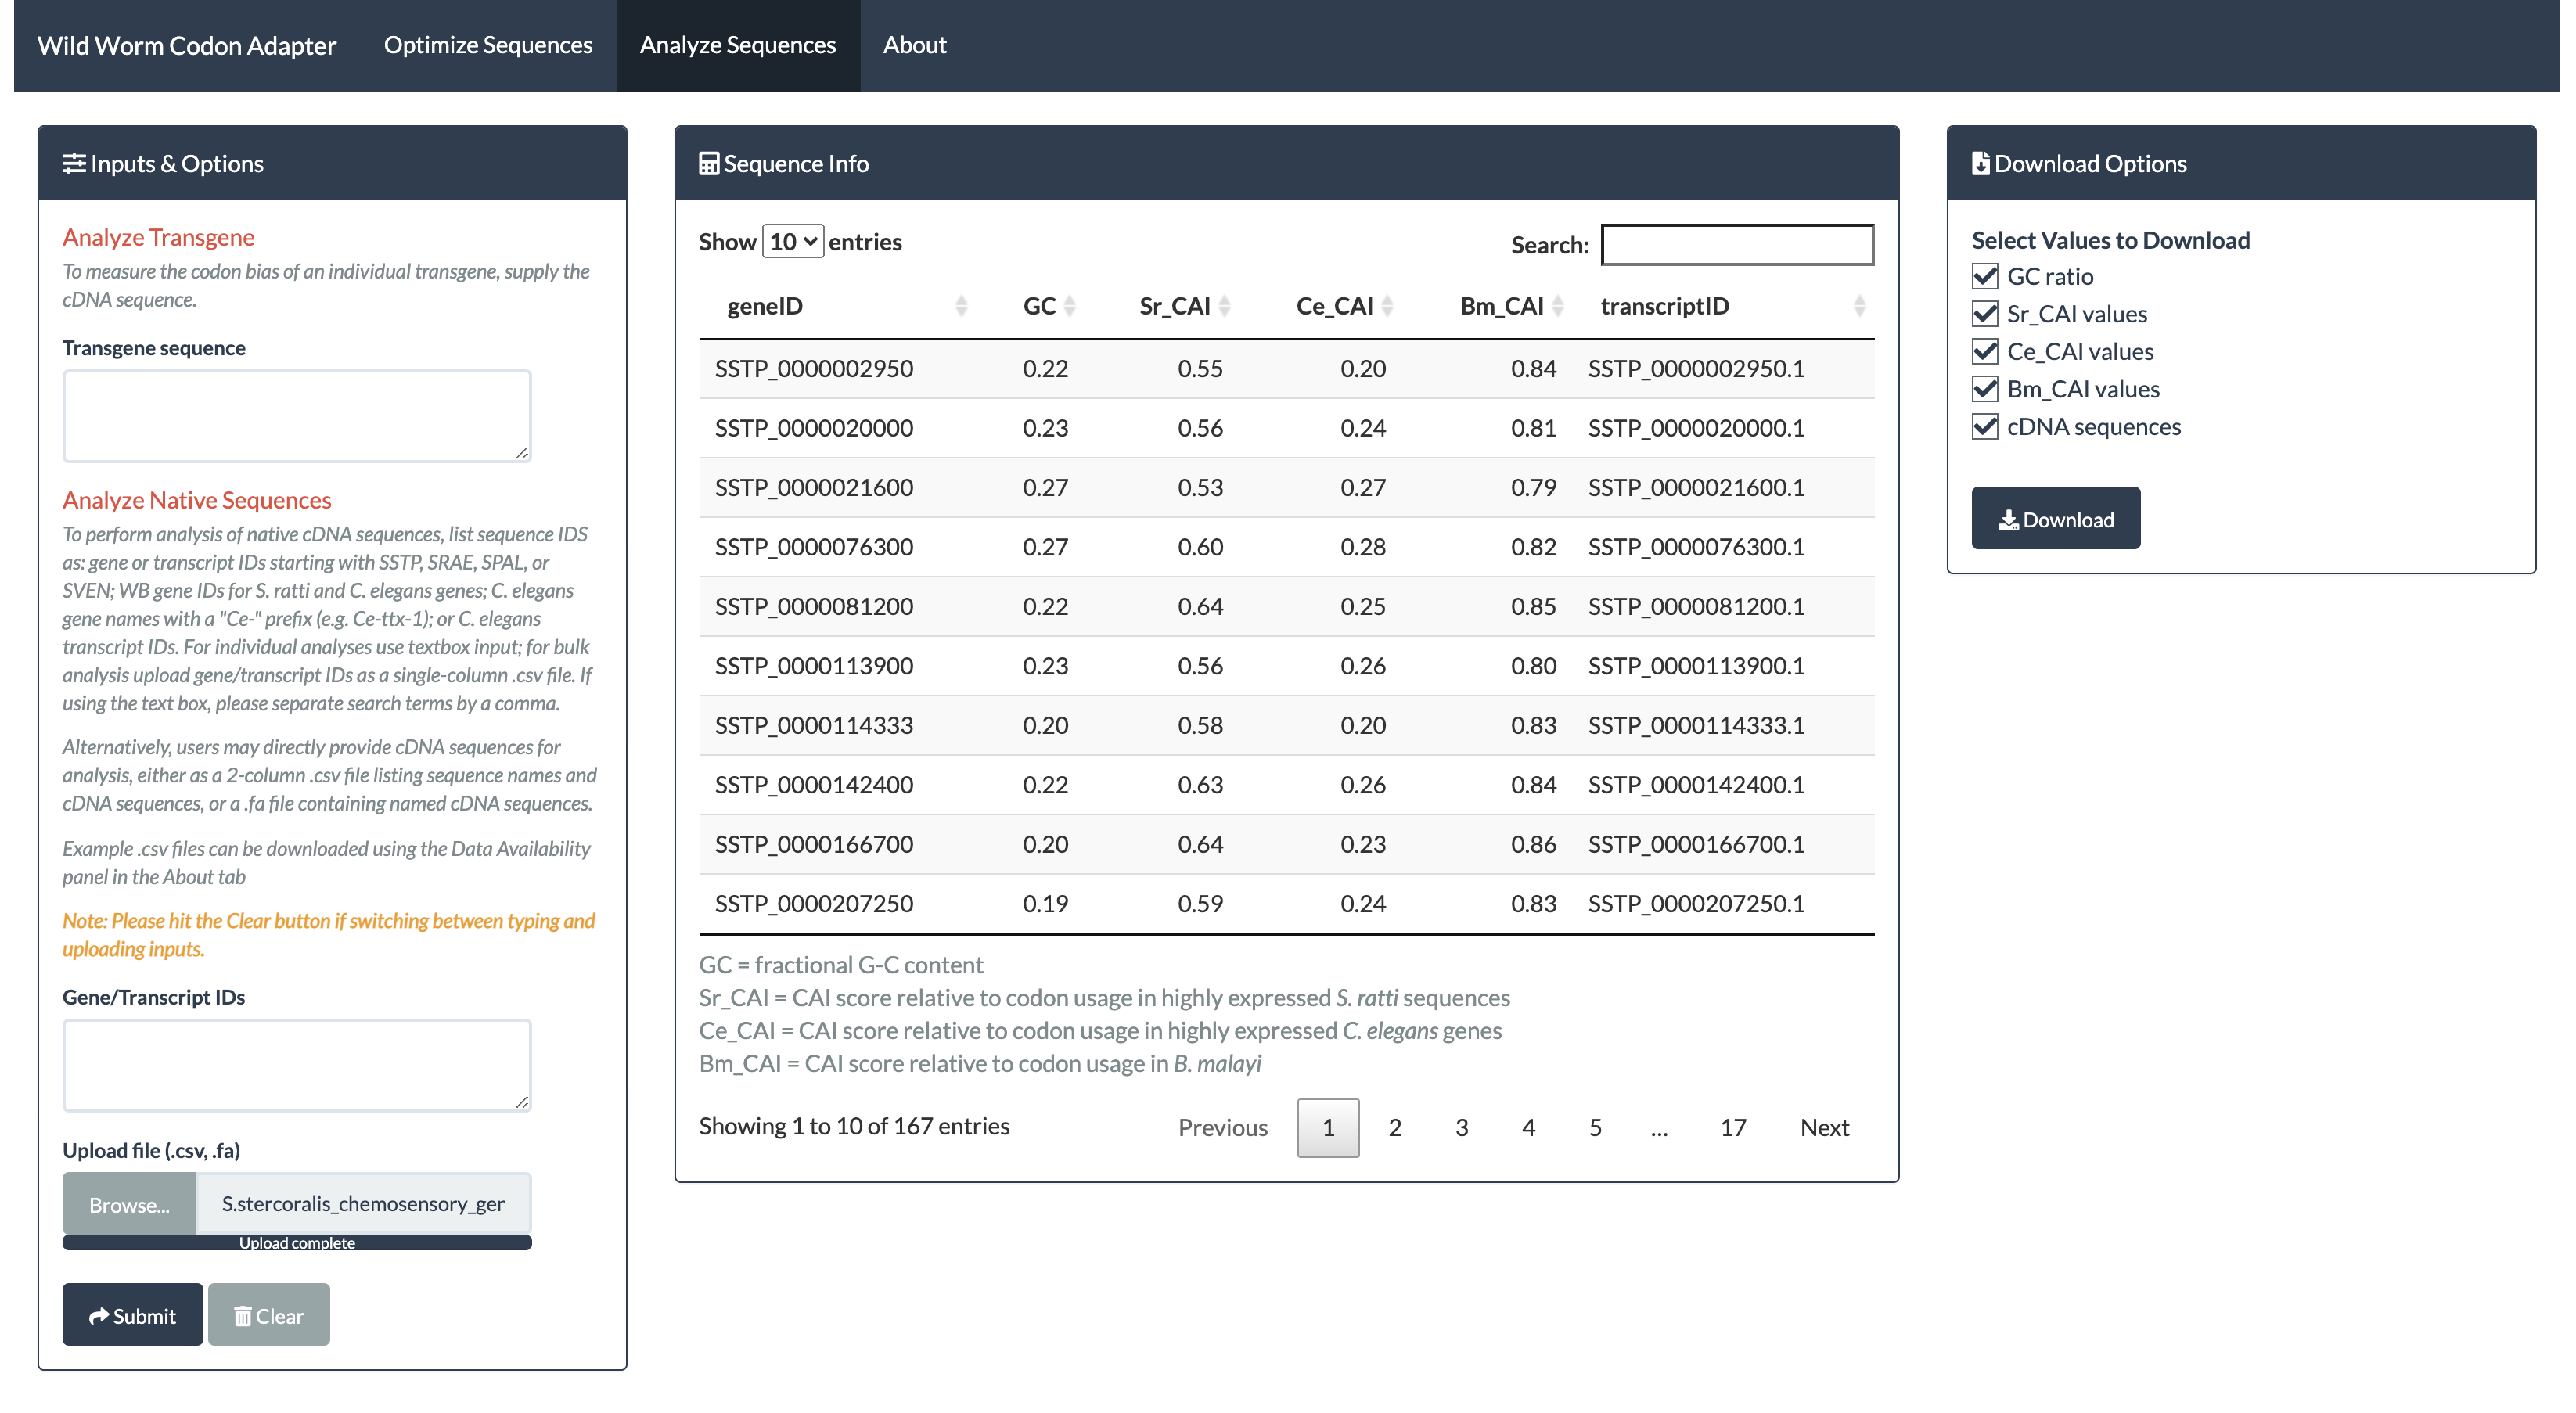 Wild Worm Codon Adapter Optimize Sequences Analyze Sequences About
Inputs & Options
Analyze Transgene
To measure the codon bias of an individual transgene, supply the
cDNA sequence.
Transgene sequence
Analyze Native Sequences
To perform analysis of native cDNA sequences, list sequence IDS
as: gene or transcript IDs starting with SSTP, SRAE, SPAL, or
SVEN; WB gene IDs for S. ratti and C. elegans genes; C. elegans
gene names with a "Ce-" prefix (e.g. Ce-ttx-1); or C. elegans
transcript IDs. For individual analyses use textbox input; for bulk
analysis upload gene/transcript IDs as a single-column .csv file. If
using the text box, please separate search terms by a comma.
Alternatively, users may directly provide cDNA sequences for
analysis, either as a 2-column .csv file listing sequence names and
cDNA sequences, or a .fa file containing named cDNA sequences.
Example .csv files can be downloaded using the Data Availability
panel in the About tab
Note: Please hit the Clear button if switching between typing and
uploading inputs.
Gene/Transcript IDs
Upload file (.csv, .fa)
Browse... S.stercoralis_chemosensory_gen
Upload complete
Submit Clear
Sequence Info
Show 10 entries Search:
geneID GC Sr_CAI Ce_CAI Bm_CAI transcriptID
SSTP_0000002950 0.22 0.55 0.20 0.84 SSTP_0000002950.1
SSTP_0000020000 0.23 0.56 0.24 0.81 SSTP_0000020000.1
SSTP_0000021600 0.27 0.53 0.27 0.79 SSTP_0000021600.1
SSTP_0000076300 0.27 0.60 0.28 0.82 SSTP_0000076300.1
SSTP_0000081200 0.22 0.64 0.25 0.85 SSTP_0000081200.1
SSTP_0000113900 0.23 0.56 0.26 0.80 SSTP_0000113900.1
SSTP_0000114333 0.20 0.58 0.20 0.83 SSTP_0000114333.1
SSTP_0000142400 0.22 0.63 0.26 0.84 SSTP_0000142400.1
SSTP_0000166700 0.20 0.64 0.23 0.86 SSTP_0000166700.1
SSTP_0000207250 0.19 0.59 0.24 0.83 SSTP_0000207250.1
GC = fractional G-C content
Sr_CAI = CAI score relative to codon usage in highly expressed S. ratti sequences
Ce_CAI = CAI score relative to codon usage in highly expressed C. elegans genes
Bm_CAI = CAI score relative to codon usage in B. malayi
Showing 1 to 10 of 167 entries Previous 1 2 3 4 5 ... 17 Next
Download Options
Select Values to Download
GC ratio
Sr_CAI values
Ce_CAI values
Bm_CAI values
cDNA sequences
Download